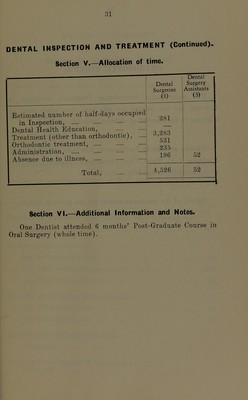 31
DENTAL INSPECTION AND TREATMENT (Continued).
Section V.—Allocation of time.
Dental Surgeons (1)
Dental Surgery Assistants (3)
Estimated number of half-days occupied
in Inspection, .... — — 281
Dental Health Education, — — —
Treatment (other than orthodontic), — 3,283
Orthodontic treatment, .... — — 531
Administration, .... — — 235
Absence due to illness, — — 196 52
Total, — — 4,526 52
Section VI.—Additional Information and Notes.
One Dentist attended 6 months' Post-Graduate Course in
Oral Surgery (whole time).